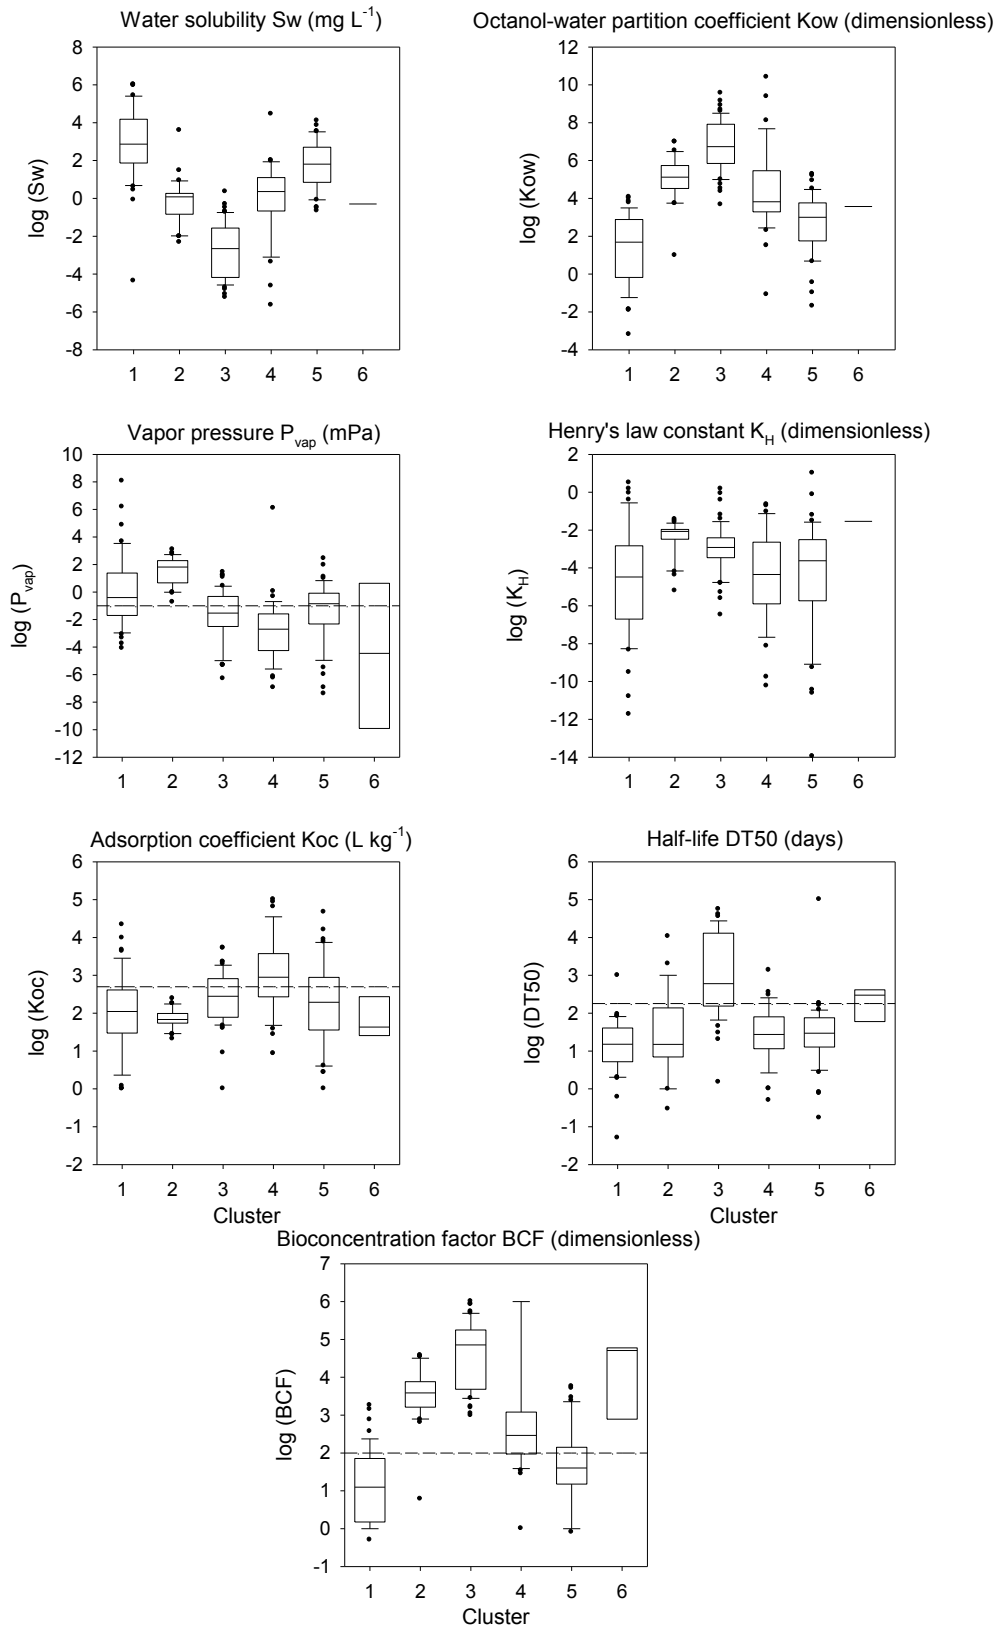 Water solubility Sw (mg L-1)
8
6
4
2
0
-2
-4
-6
-8
log (Sw)
1 2 3 4 5 6
Octanol-water partition coefficient Kow (dimensionless)
12
10
8
6
4
2
0
-2
-4
log (Kow)
1 2 3 4 5 6
Vapor pressure Pvap (mPa)
10
8
6
4
2
0
-2
-4
-6
-8
-10
-12
log (Pvap)
1 2 3 4 5 6
Henry's law constant KH (dimensionless)
2
0
-2
-4
-6
-8
-10
-12
-14
log (KH)
1 2 3 4 5 6
Adsorption coefficient Koc (L kg-1)
6
5
4
3
2
1
0
-1
-2
log (Koc)
1 2 3 4 5 6
Cluster
Half-life DT50 (days)
6
5
4
3
2
1
0
-1
-2
log (DT50)
1 2 3 4 5 6
Cluster
Bioconcentration factor BCF (dimensionless)
7
6
5
4
3
2
1
0
-1
log (BCF)
1 2 3 4 5 6
Cluster